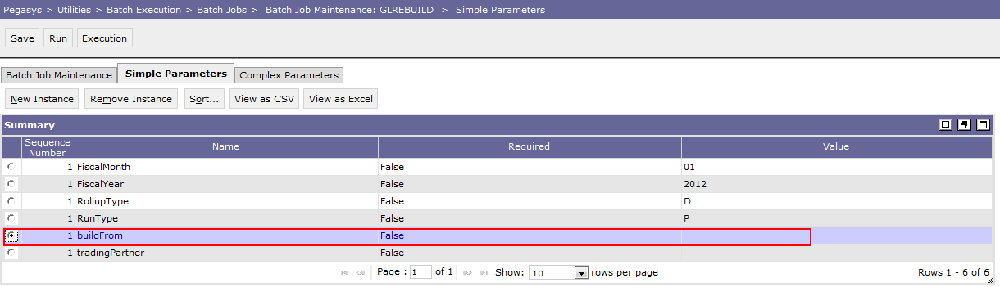 Pegasys > Utilities > Batch Execution > Batch Jobs > Batch Job Maintenance: GLREBUILD > Simple Parameters
Save Run Execution
Batch Job Maintenance Simple Parameters Complex Parameters
New Instance Remove Instance Sort... View as CSV View as Excel
Summary
Sequence Number Name Required Value
1 FiscalMonth False 01
1 FiscalYear False 2012
1 RollupType False D
1 RunType False P
1 buildFrom False
1 tradingPartner False
Page : 1 of 1 Show: 10 rows per page Rows 1 - 6 of 6